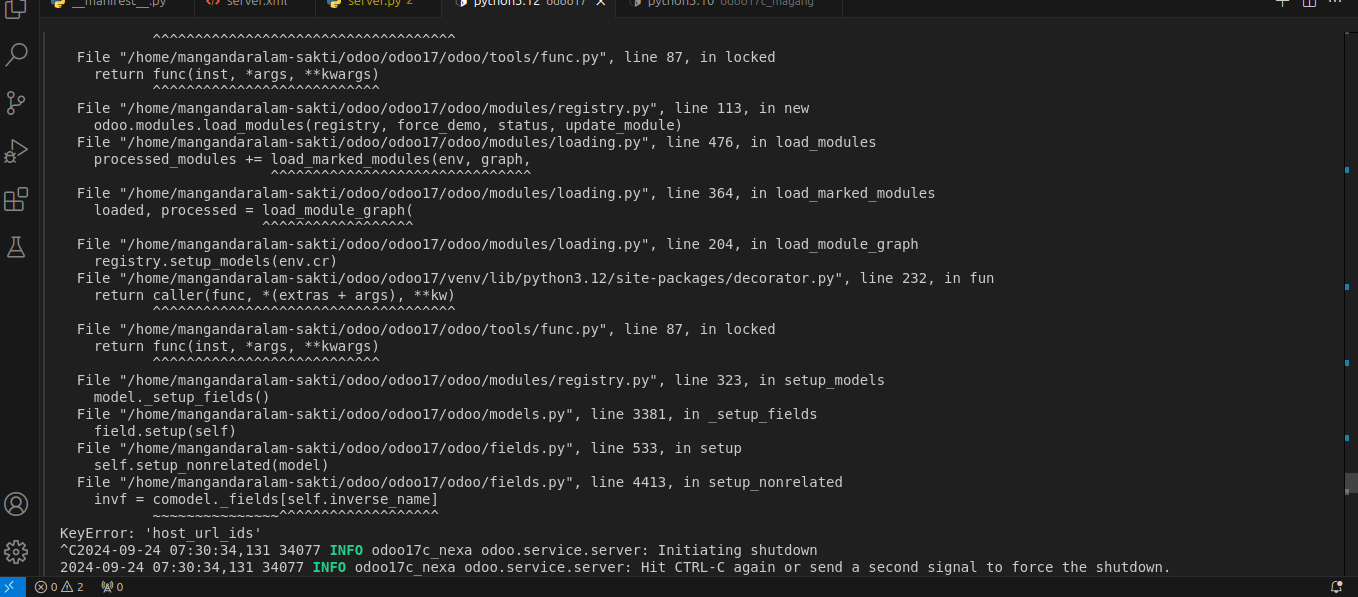 __manifest__.py server.xml server.py 2 python3.12 odoo17 python3.10 odoo17c_magang
^^^^^^^^^^^^^^^^^^^^^^^^^^^^^^^^^^^^
File "/home/mangandaralam-sakti/odoo/odoo17/odoo/tools/func.py", line 87, in locked
return func(inst, *args, **kwargs)
^^^^^^^^^^^^^^^^^^^^^^^^^^^
File "/home/mangandaralam-sakti/odoo/odoo17/odoo/modules/registry.py", line 113, in new
odoo.modules.load_modules(registry, force_demo, status, update_module)
File "/home/mangandaralam-sakti/odoo/odoo17/odoo/modules/loading.py", line 476, in load_modules
processed_modules += load_marked_modules(env, graph,
^^^^^^^^^^^^^^^^^^^^^^^^^^^^^^^
File "/home/mangandaralam-sakti/odoo/odoo17/odoo/modules/loading.py", line 364, in load_marked_modules
loaded, processed = load_module_graph(
^^^^^^^^^^^^^^^^^^
File "/home/mangandaralam-sakti/odoo/odoo17/odoo/modules/loading.py", line 204, in load_module_graph
registry.setup_models(env.cr)
File "/home/mangandaralam-sakti/odoo/odoo17/venv/lib/python3.12/site-packages/decorator.py", line 232, in fun
return caller(func, *(extras + args), **kw)
^^^^^^^^^^^^^^^^^^^^^^^^^^^^^^^^^^^^
File "/home/mangandaralam-sakti/odoo/odoo17/odoo/tools/func.py", line 87, in locked
return func(inst, *args, **kwargs)
^^^^^^^^^^^^^^^^^^^^^^^^^^^
File "/home/mangandaralam-sakti/odoo/odoo17/odoo/modules/registry.py", line 323, in setup_models
model._setup_fields()
File "/home/mangandaralam-sakti/odoo/odoo17/odoo/models.py", line 3381, in _setup_fields
field.setup(self)
File "/home/mangandaralam-sakti/odoo/odoo17/odoo/fields.py", line 533, in setup
self.setup_nonrelated(model)
File "/home/mangandaralam-sakti/odoo/odoo17/odoo/fields.py", line 4413, in setup_nonrelated
invf = comodel._fields[self.inverse_name]
~~~~~~~~~~~~~~~^^^^^^^^^^^^^^^^^^^
KeyError: 'host_url_ids'
^C2024-09-24 07:30:34,131 34077 INFO odoo17c_nexa odoo.service.server: Initiating shutdown
2024-09-24 07:30:34,131 34077 INFO odoo17c_nexa odoo.service.server: Hit CTRL-C again or send a second signal to force the shutdown.
0 2 0